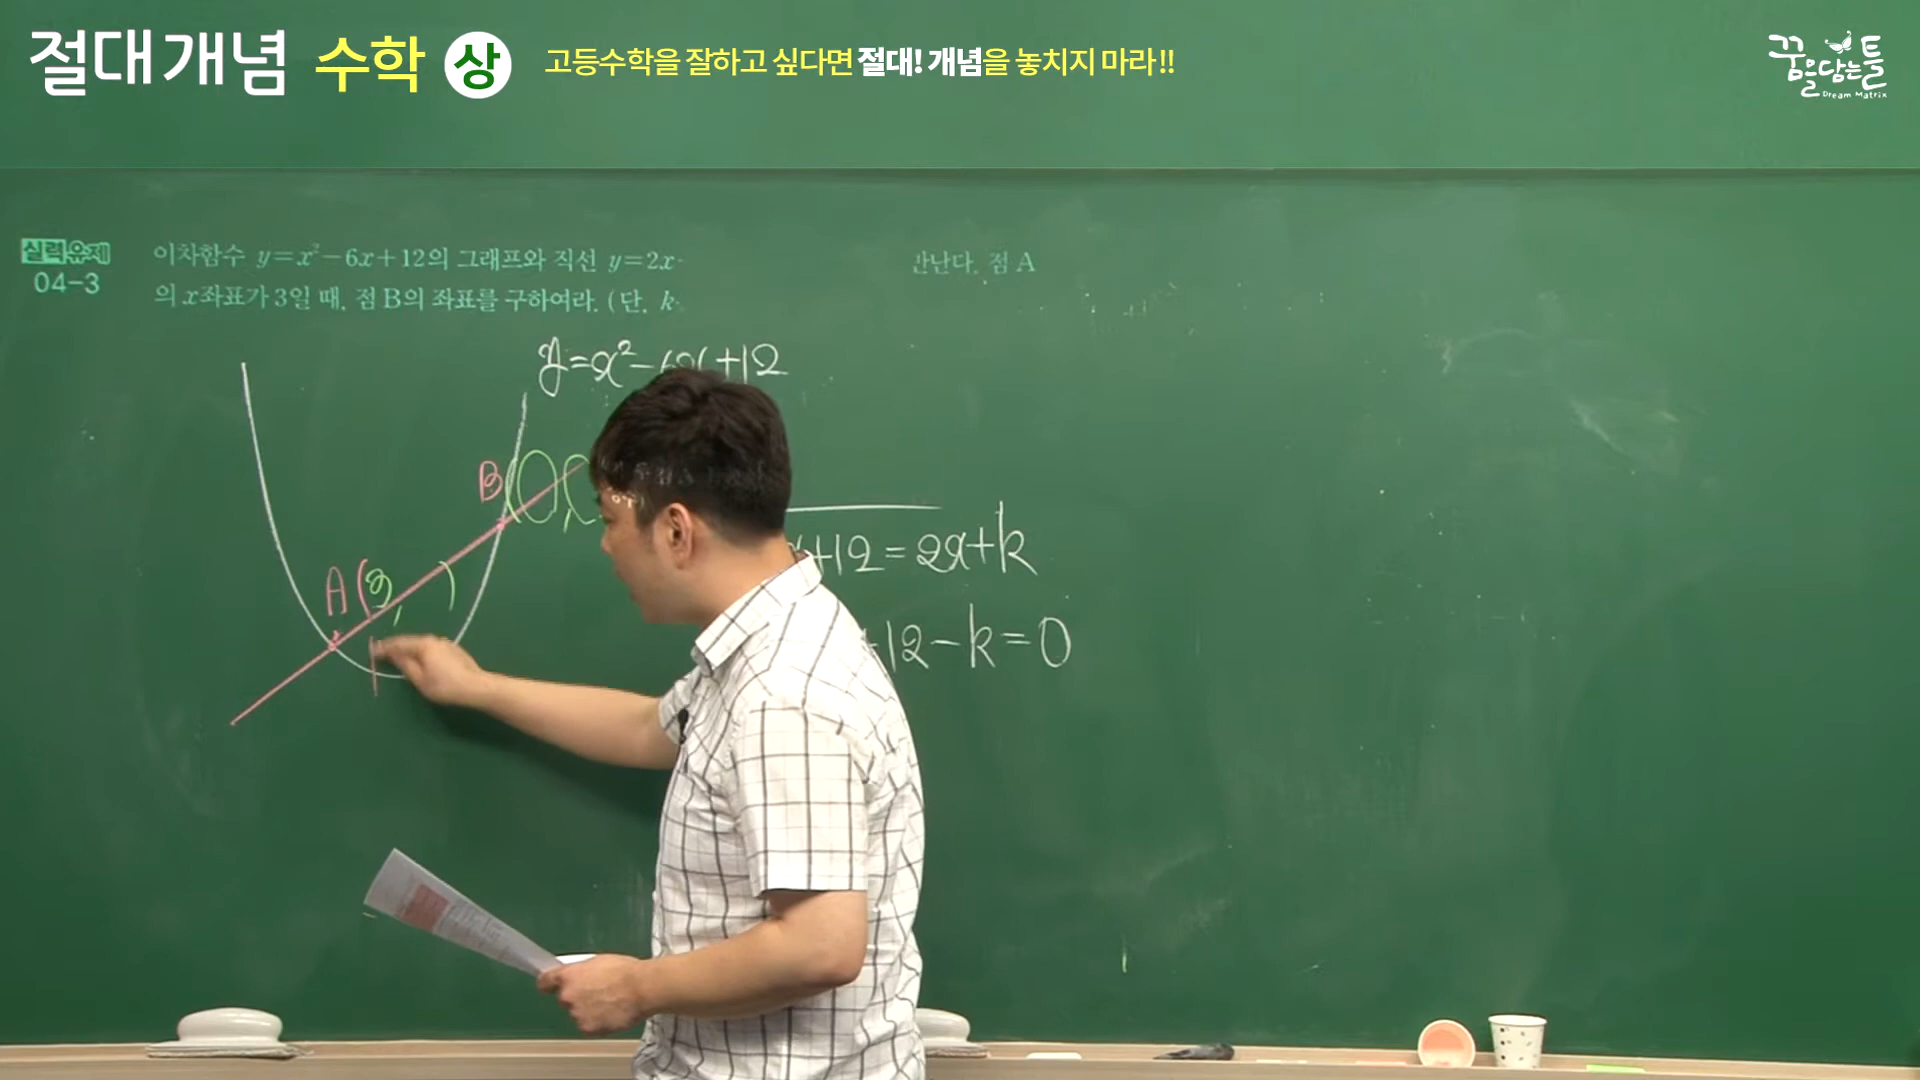 절대개념 수학 상 고등수학을 잘하고 싶다면 절대! 개념을 놓치지 마라!!
꿈을담는틀
Dream Matrix
실력유제 이차함수 y=x²-6x+12의 그래프와 직선 y=2x 만난다. 점 A
04-3 의 x좌표가 3일 때, 점 B의 좌표를 구하여라. (단, k
y=x²-6x+12
B(
A(3, )
+12=2x+k
+12-k=0